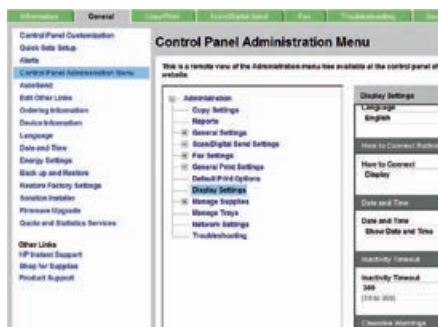 Information General Copy/Print Scan/Digital Send Fax Troubleshooting
Control Panel Customization
Quick Sets Setup
Alerts
Control Panel Administration Menu
AutoSend
Edit Other Links
Ordering Information
Device Information
Language
Date and Time
Energy Settings
Back up and Restore
Restore Factory Settings
Solution Installer
Firmware Upgrade
Quota and Statistics Services
Other Links
HP Instant Support
Shop for Supplies
Product Support
Control Panel Administration Menu
This is a remote view of the Administration menu tree available at the control panel of
website.
Administration
Copy Settings
Reports
General Settings
Scan/Digital Send Settings
Fax Settings
General Print Settings
Default Print Options
Display Settings
Manage Supplies
Manage Trays
Network Settings
Troubleshooting
Display Settings
Language
English
How to Connect Button
How to Connect
Display
Date and Time
Date and Time
Show Date and Time
Inactivity Timeout
Inactivity Timeout
300
(10 to 300)
Clearable Warnings